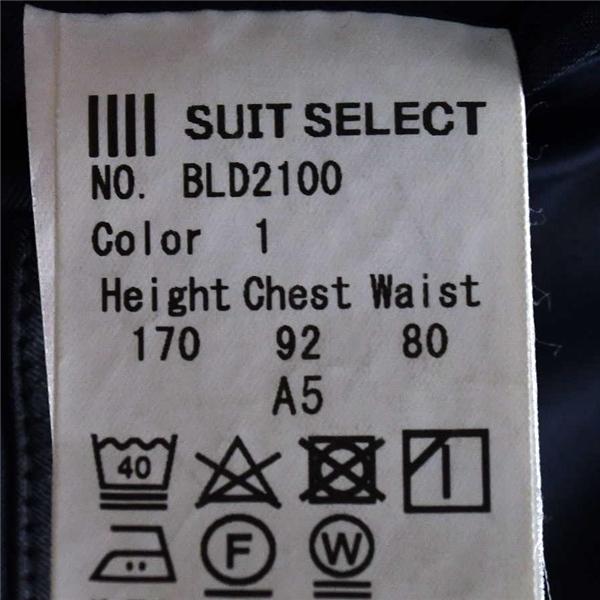 SUIT SELECT
NO. BLD2100
Color 1
Height Chest Waist
170 92 80
A5
40
F W